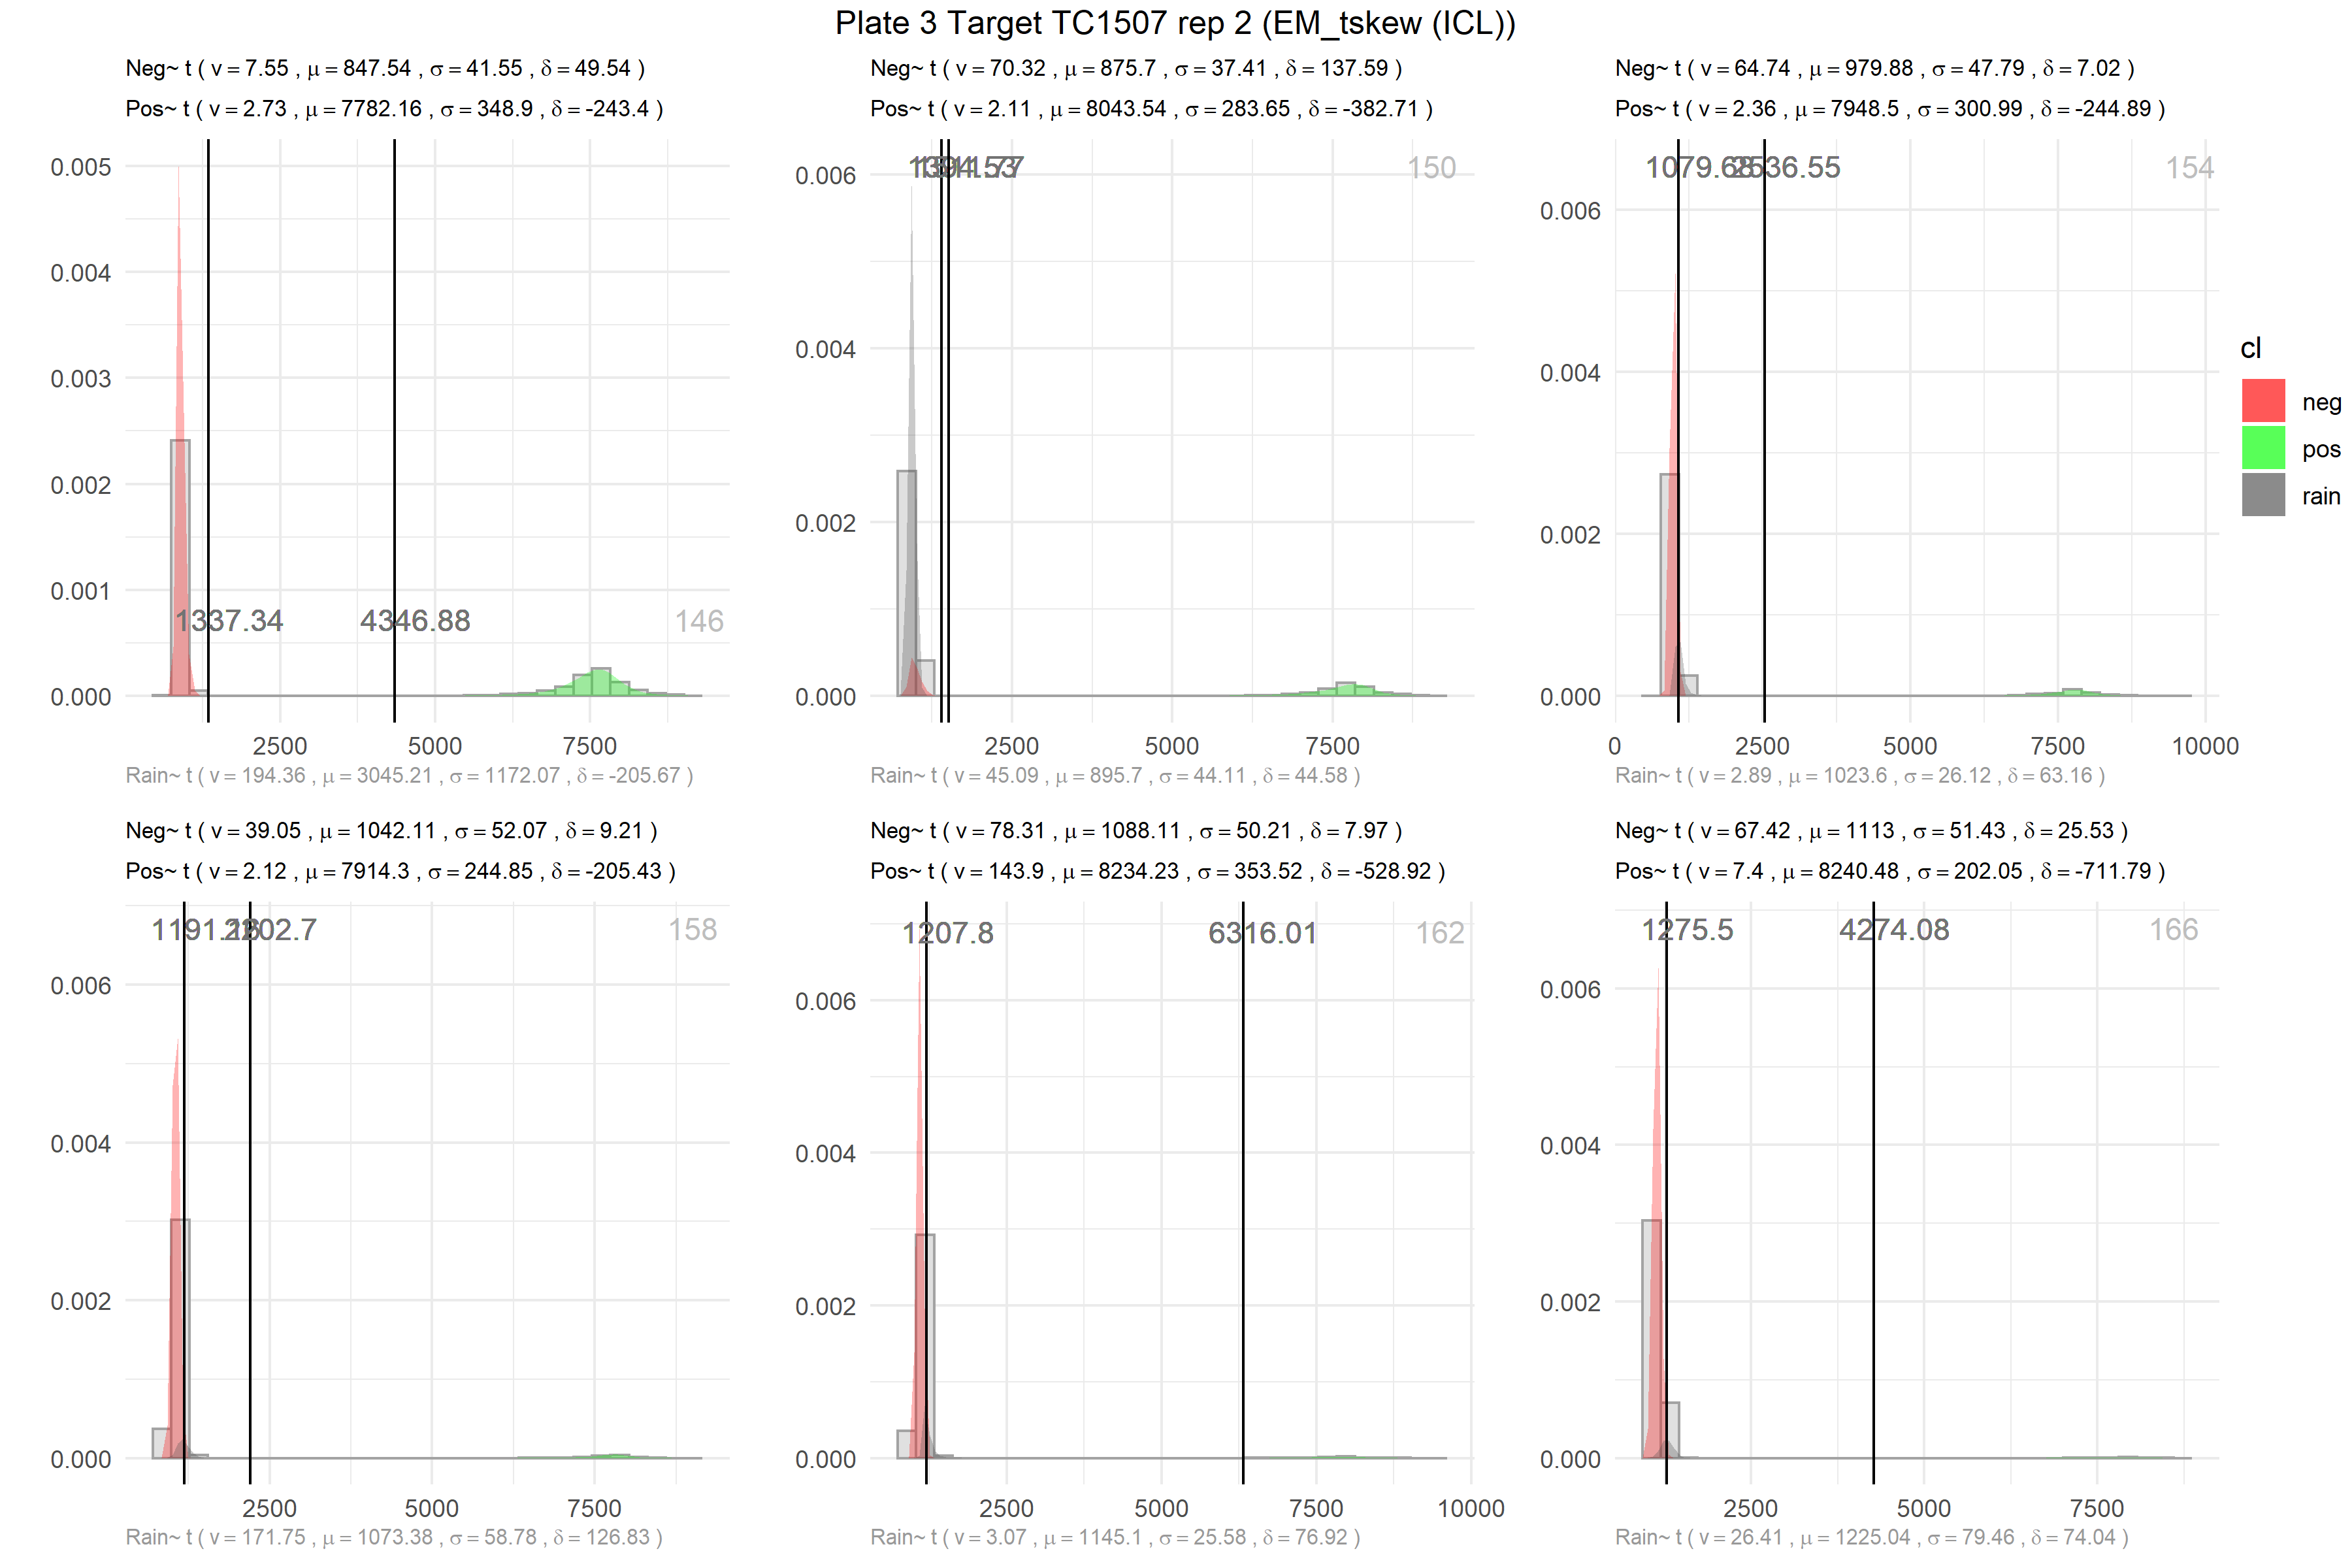 Plate 3 Target TC1507 rep 2 (EM_tskew (ICL))
Neg~ t ( v = 7.55 , μ = 847.54 , σ = 41.55 , δ = 49.54 )
Pos~ t ( v = 2.73 , μ = 7782.16 , σ = 348.9 , δ = -243.4 )
0.005
0.004
0.003
0.002
0.001
0.000
1337.34
4346.88
146
2500 5000 7500
Rain~ t ( v = 194.36 , μ = 3045.21 , σ = 1172.07 , δ = -205.67 )
Neg~ t ( v = 70.32 , μ = 875.7 , σ = 37.41 , δ = 137.59 )
Pos~ t ( v = 2.11 , μ = 8043.54 , σ = 283.65 , δ = -382.71 )
150
0.006
0.004
0.002
0.000
2500 5000 7500
Rain~ t ( v = 45.09 , μ = 895.7 , σ = 44.11 , δ = 44.58 )
Neg~ t ( v = 64.74 , μ = 979.88 , σ = 47.79 , δ = 7.02 )
Pos~ t ( v = 2.36 , μ = 7948.5 , σ = 300.99 , δ = -244.89 )
1079.68
2536.55
154
0.006
0.004
0.002
0.000
0 2500 5000 7500 10000
Rain~ t ( v = 2.89 , μ = 1023.6 , σ = 26.12 , δ = 63.16 )
cl
neg
pos
rain
Neg~ t ( v = 39.05 , μ = 1042.11 , σ = 52.07 , δ = 9.21 )
Pos~ t ( v = 2.12 , μ = 7914.3 , σ = 244.85 , δ = -205.43 )
2202.7
158
0.006
0.004
0.002
0.000
2500 5000 7500
Rain~ t ( v = 171.75 , μ = 1073.38 , σ = 58.78 , δ = 126.83 )
Neg~ t ( v = 78.31 , μ = 1088.11 , σ = 50.21 , δ = 7.97 )
Pos~ t ( v = 143.9 , μ = 8234.23 , σ = 353.52 , δ = -528.92 )
1207.8
6316.01
162
0.006
0.004
0.002
0.000
2500 5000 7500 10000
Rain~ t ( v = 3.07 , μ = 1145.1 , σ = 25.58 , δ = 76.92 )
Neg~ t ( v = 67.42 , μ = 1113 , σ = 51.43 , δ = 25.53 )
Pos~ t ( v = 7.4 , μ = 8240.48 , σ = 202.05 , δ = -711.79 )
1275.5
4274.08
166
0.006
0.004
0.002
0.000
2500 5000 7500
Rain~ t ( v = 26.41 , μ = 1225.04 , σ = 79.46 , δ = 74.04 )